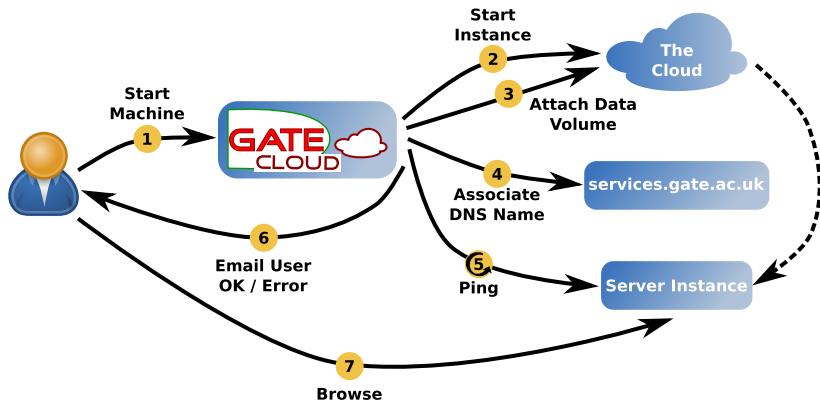 Start
Machine
1
GATE
CLOUD
Start
Instance
2
3
Attach Data
Volume
The
Cloud
4
Associate
DNS Name
services.gate.ac.uk
5
Ping
Server Instance
6
Email User
OK / Error
7
Browse